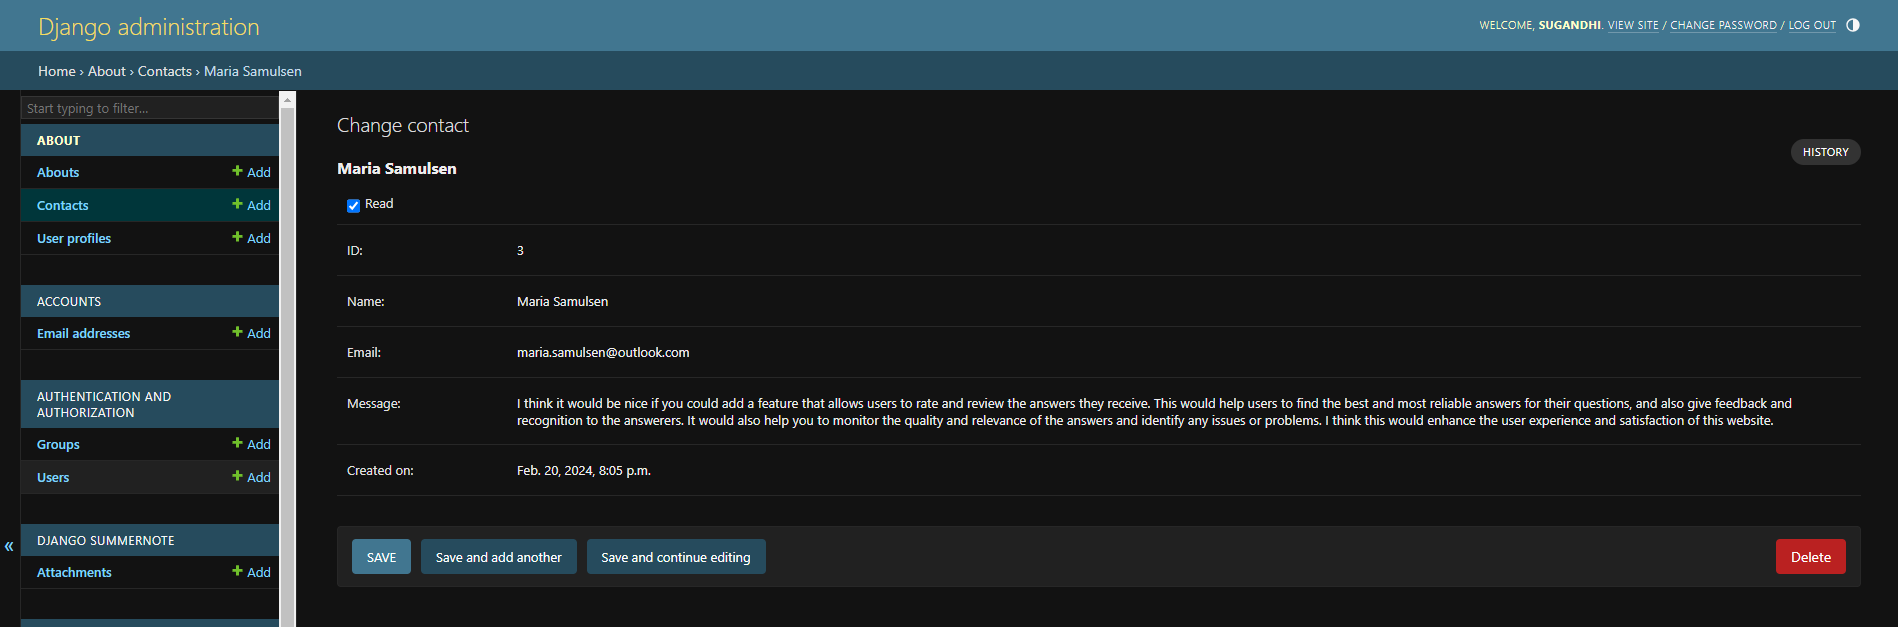 Django administration
WELCOME, SUGANDHI. VIEW SITE / CHANGE PASSWORD / LOG OUT
Home › About › Contacts › Maria Samulsen
Start typing to filter...
ABOUT
Abouts + Add
Contacts + Add
User profiles + Add
ACCOUNTS
Email addresses + Add
AUTHENTICATION AND
AUTHORIZATION
Groups + Add
Users + Add
DJANGO SUMMERNOTE
Attachments + Add
«
Change contact
HISTORY
Maria Samulsen
Read
ID: 3
Name: Maria Samulsen
Email: maria.samulsen@outlook.com
Message: I think it would be nice if you could add a feature that allows users to rate and review the answers they receive. This would help users to find the best and most reliable answers for their questions, and also give feedback and
recognition to the answerers. It would also help you to monitor the quality and relevance of the answers and identify any issues or problems. I think this would enhance the user experience and satisfaction of this website.
Created on: Feb. 20, 2024, 8:05 p.m.
SAVE Save and add another Save and continue editing Delete